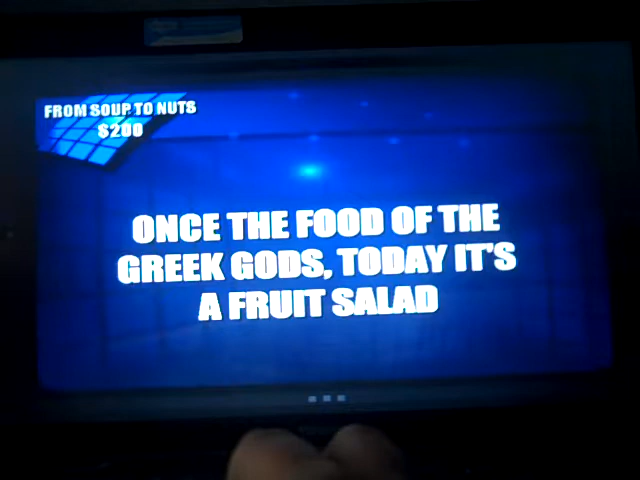 FROM SOUP TO NUTS
$200
ONCE THE FOOD OF THE
GREEK GODS, TODAY IT'S
A FRUIT SALAD